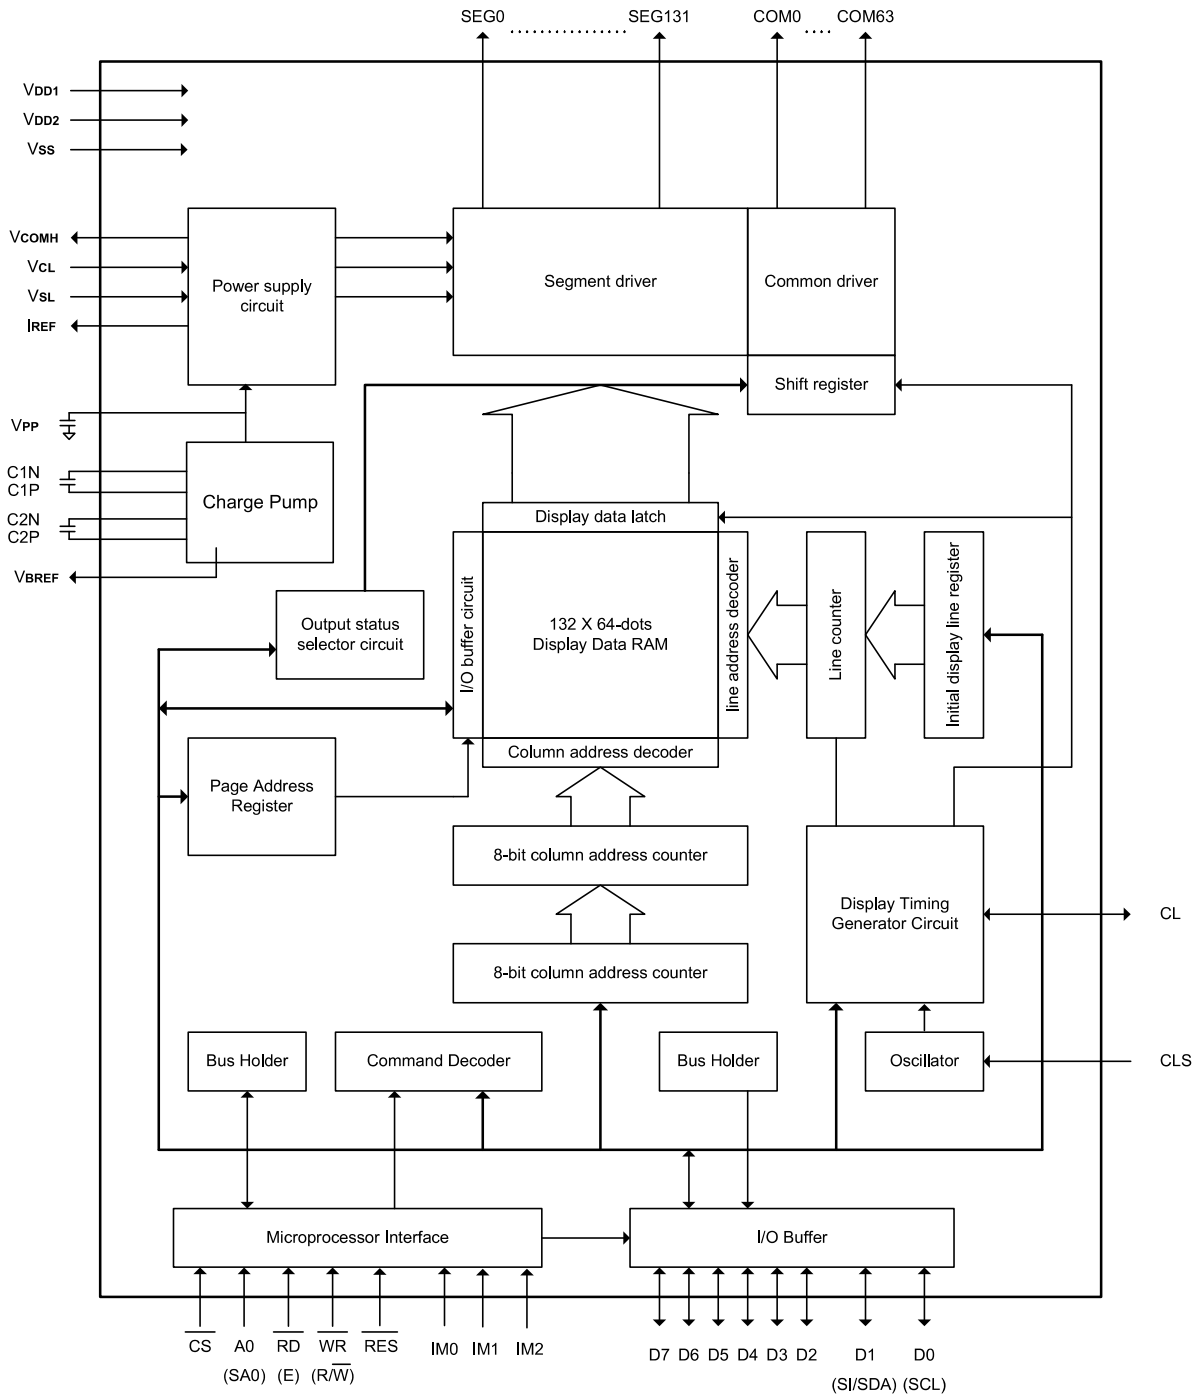 SEG0 .................... SEG131 COM0 .... COM63
VDD1
VDD2
VSS
VCOMH
VCL
VSL
IREF
Power supply
circuit
Segment driver
Common driver
Shift register
VPP
C1N
C1P
C2N
C2P
VBREF
Charge Pump
Display data latch
Output status
selector circuit
I/O buffer circuit
132 X 64-dots
Display Data RAM
line address decoder
Line counter
Initial display line register
Column address decoder
Page Address
Register
8-bit column address counter
8-bit column address counter
Display Timing
Generator Circuit
CL
Bus Holder
Command Decoder
Bus Holder
Oscillator
CLS
Microprocessor Interface
I/O Buffer
C̅S̅ A0 R̅D̅ W̅R̅ R̅E̅S̅ IM0 IM1 IM2 D7 D6 D5 D4 D3 D2 D1 D0
(SA0) (E) (R/W̅) (SI/SDA) (SCL)